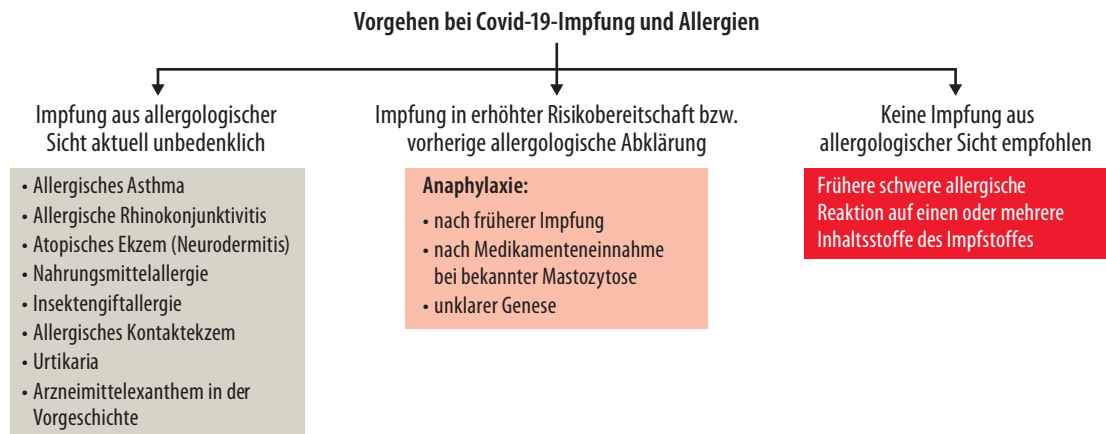 Vorgehen bei Covid-19-Impfung und Allergien
Impfung aus allergologischer
Sicht aktuell unbedenklich
• Allergisches Asthma
• Allergische Rhinokonjunktivitis
• Atopisches Ekzem (Neurodermitis)
• Nahrungsmittelallergie
• Insektengiftallergie
• Allergisches Kontaktekzem
• Urtikaria
• Arzneimittelexanthem in der
Vorgeschichte
Impfung in erhöhter Risikobereitschaft bzw.
vorherige allergologische Abklärung
Anaphylaxie:
• nach früherer Impfung
• nach Medikamenteneinnahme
bei bekannter Mastozytose
• unklarer Genese
Keine Impfung aus
allergologischer Sicht empfohlen
Frühere schwere allergische
Reaktion auf einen oder mehrere
Inhaltsstoffe des Impfstoffes